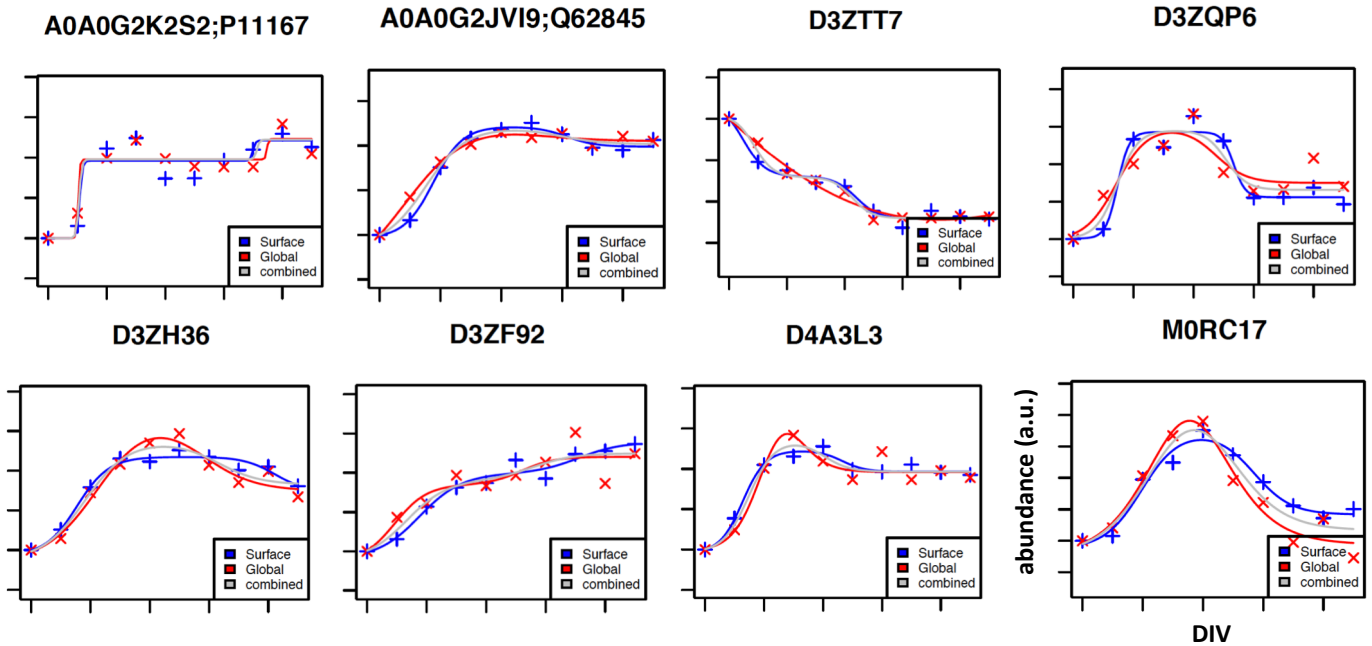 A0A0G2K2S2;P11167
Surface
Global
combined
A0A0G2JVI9;Q62845
Surface
Global
combined
D3ZTT7
Surface
Global
combined
D3ZQP6
Surface
Global
combined
D3ZH36
Surface
Global
combined
D3ZF92
Surface
Global
combined
D4A3L3
Surface
Global
combined
M0RC17
abundance (a.u.)
Surface
Global
combined
DIV